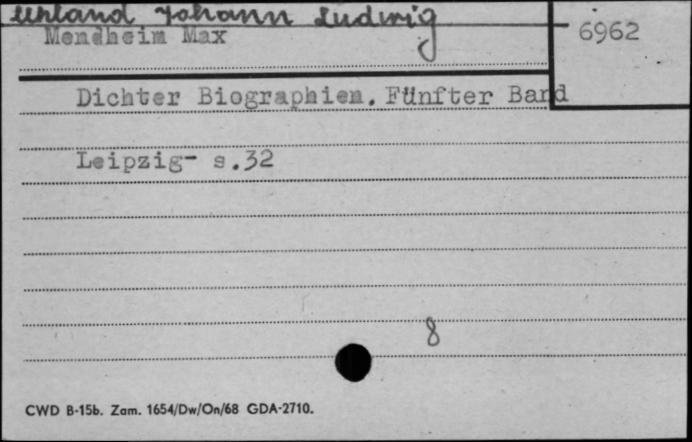 Uhland Johann Ludwig
Mendheim Max
6962
Dichter Biographien. Fünfter Band
Leipzig- s.32
8
CWD B-15b. Zam. 1654/Dw/On/68 GDA-2710.